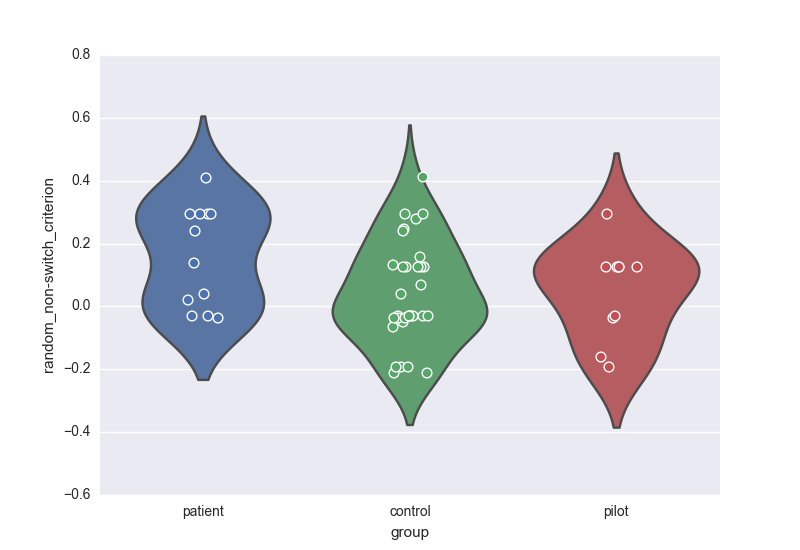 0.8
0.6
0.4
0.2
0.0
−0.2
−0.4
−0.6
random_non-switch_criterion
patient
control
pilot
group